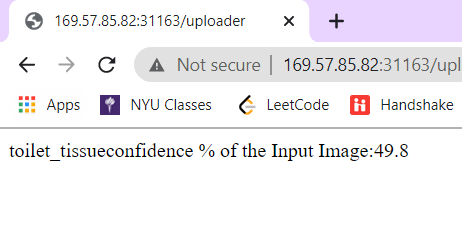 169.57.85.82:31163/uploader
Not secure | 169.57.85.82:31163/upl
Apps NYU Classes LeetCode Handshake
toilet_tissueconfidence % of the Input Image:49.8